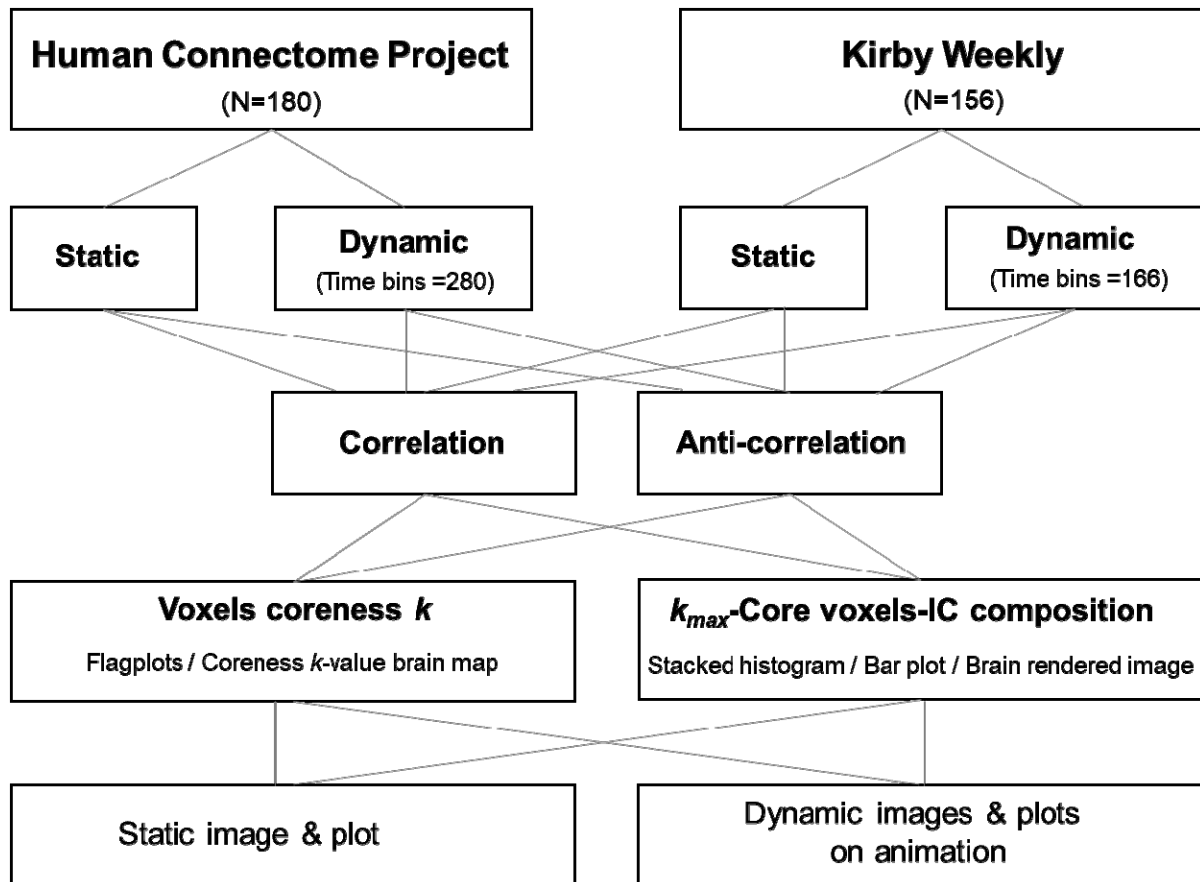 Human Connectome Project
(N=180)
Kirby Weekly
(N=156)
Static
Dynamic
(Time bins =280)
Static
Dynamic
(Time bins =166)
Correlation
Anti-correlation
Voxels coreness k
Flagplots / Coreness k-value brain map
kmax-Core voxels-IC composition
Stacked histogram / Bar plot / Brain rendered image
Static image & plot
Dynamic images & plots
on animation